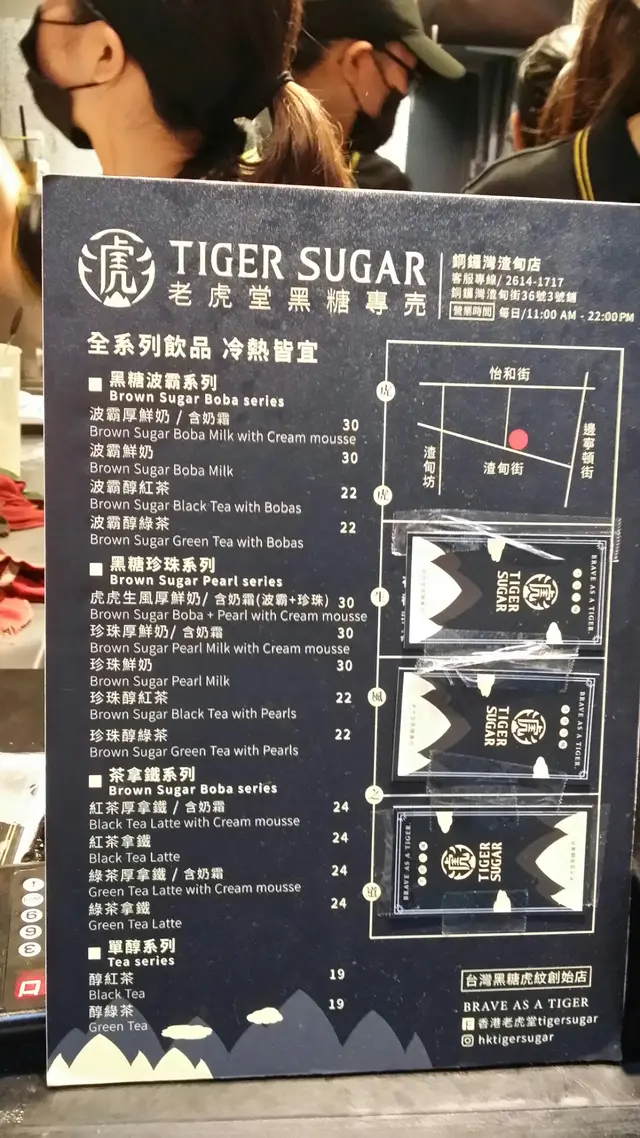 虎
TIGER SUGAR
老虎堂黑糖專売
銅鑼灣渣甸店
客服專線/ 2614-1717
銅鑼灣渣甸街36號3號舖
營業時間 每日/11:00 AM - 22:00PM
全系列飲品 冷熱皆宜
黑糖波霸系列
Brown Sugar Boba series
波霸厚鮮奶 / 含奶霜 30
Brown Sugar Boba Milk with Cream mousse
波霸鮮奶 30
Brown Sugar Boba Milk
波霸醇紅茶 22
Brown Sugar Black Tea with Bobas
波霸醇綠茶 22
Brown Sugar Green Tea with Bobas
黑糖珍珠系列
Brown Sugar Pearl series
虎虎生風厚鮮奶/ 含奶霜(波霸+珍珠) 30
Brown Sugar Boba + Pearl with Cream mousse
珍珠厚鮮奶/ 含奶霜 30
Brown Sugar Pearl Milk with Cream mousse
珍珠鮮奶 30
Brown Sugar Pearl Milk
珍珠醇紅茶 22
Brown Sugar Black Tea with Pearls
珍珠醇綠茶 22
Brown Sugar Green Tea with Pearls
茶拿鐵系列
Brown Sugar Boba series
紅茶厚拿鐵 / 含奶霜 24
Black Tea Latte with Cream mousse
紅茶拿鐵 24
Black Tea Latte
綠茶厚拿鐵 / 含奶霜 24
Green Tea Latte with Cream mousse
綠茶拿鐵 24
Green Tea Latte
單醇系列
Tea series
醇紅茶 19
Black Tea
醇綠茶 19
Green Tea
怡和街
邊寧頓街
渣甸坊
渣甸街
虎
虎
生
風
之
BRAVE AS A TIGER.
虎
TIGER
SUGAR
BRAVE AS A TIGER.
虎
TIGER
SUGAR
BRAVE AS A TIGER.
虎
TIGER
SUGAR
台灣黑糖虎紋創始店
BRAVE AS A TIGER
香港老虎堂tigersugar
hktigersugar